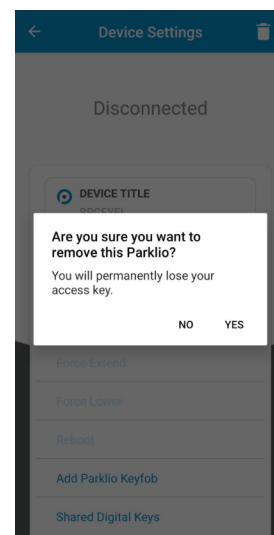 Device Settings
Disconnected
DEVICE TITLE
Are you sure you want to
remove this Parklio?
You will permanently lose your
access key.
NO YES
Force Extend
Force Lower
Reboot
Add Parklio Keyfob
Shared Digital Keys